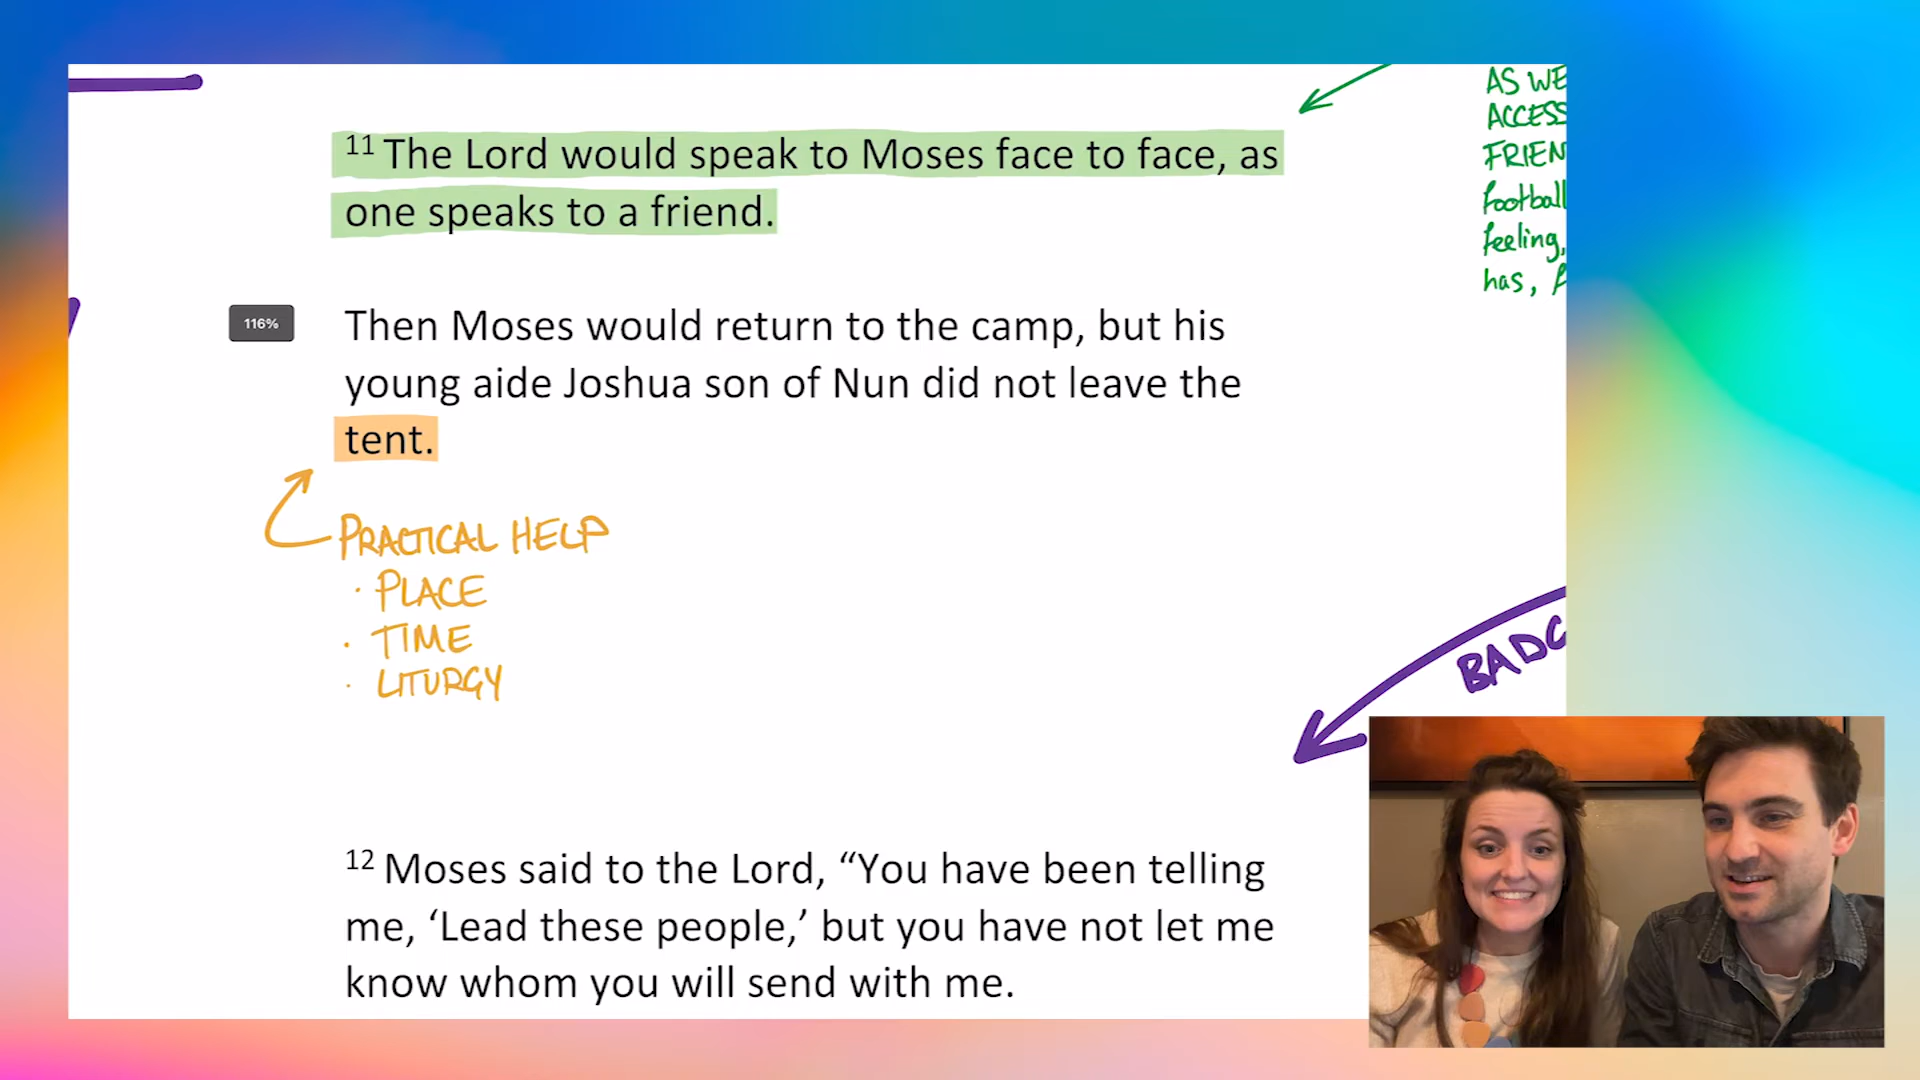 AS WE
ACCESS
FRIEN
football
feeling,
has,
11 The Lord would speak to Moses face to face, as
one speaks to a friend.
116%
Then Moses would return to the camp, but his
young aide Joshua son of Nun did not leave the
tent.
PRACTICAL HELP
· PLACE
· TIME
· LITURGY
BADG
12 Moses said to the Lord, “You have been telling
me, ‘Lead these people,’ but you have not let me
know whom you will send with me.